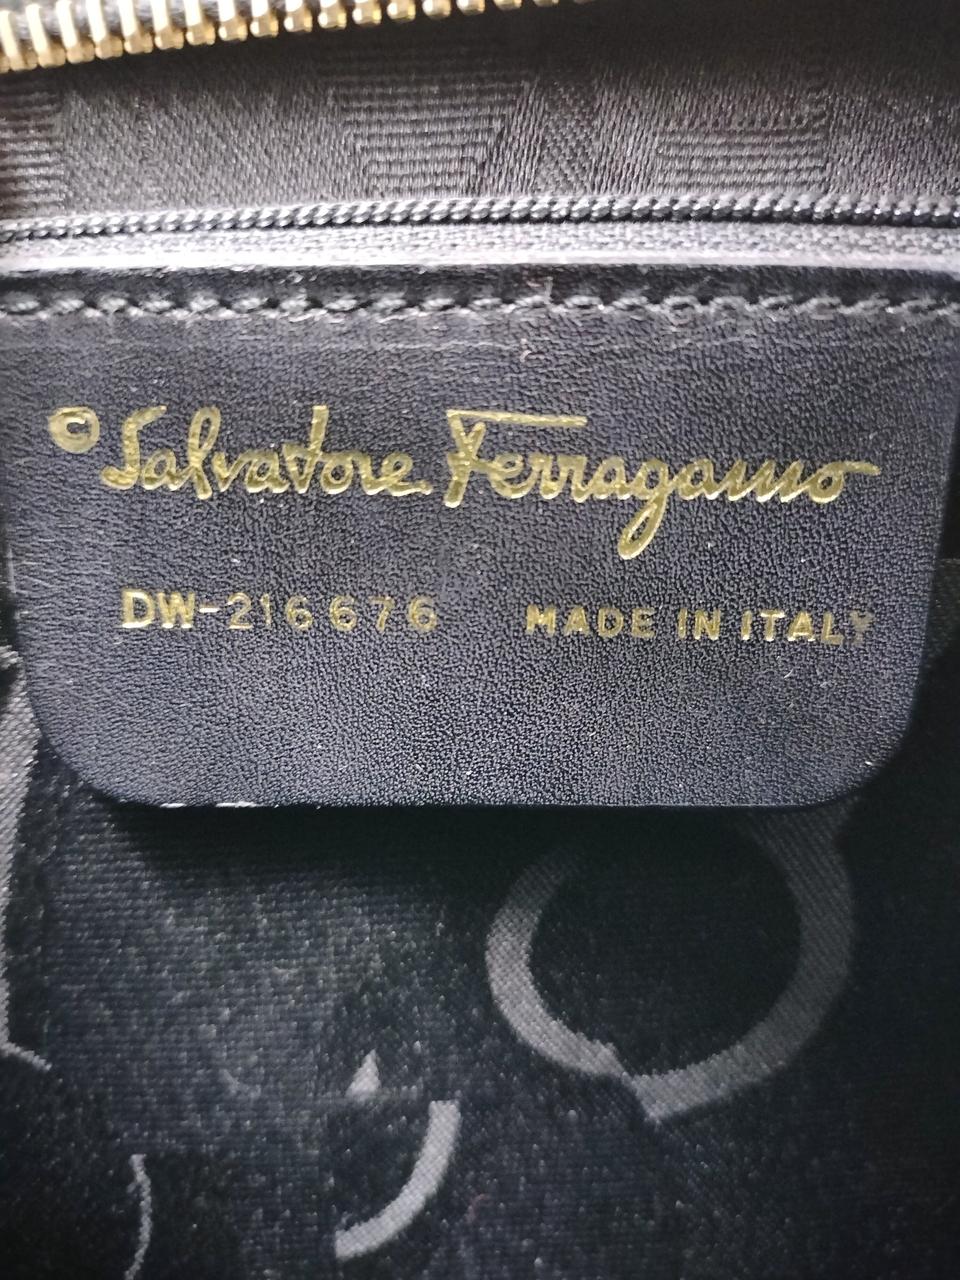 © Salvatore Ferragamo
DW-216676 MADE IN ITALY